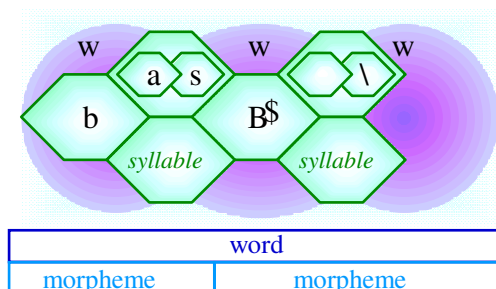 w w w
a s \
b B$
syllable syllable
word
morpheme morpheme